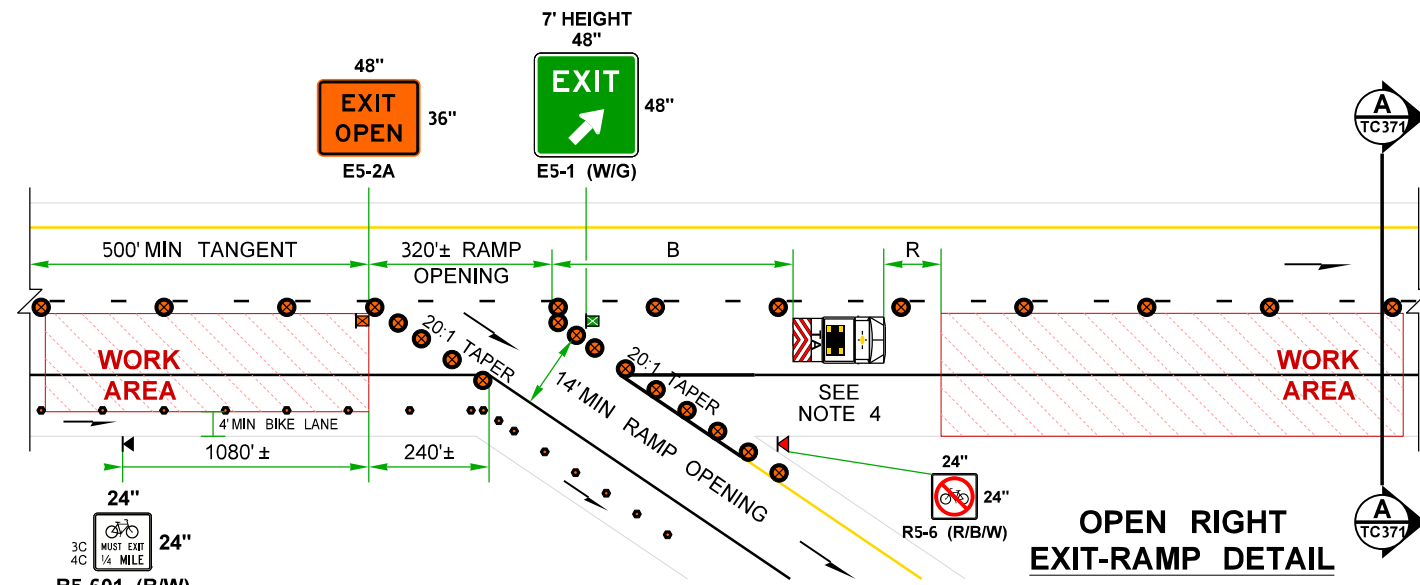 7' HEIGHT
48"
48"
EXIT
OPEN
36"
E5-2A
EXIT
48"
E5-1 (W/G)
A
TC371
500' MIN TANGENT
320'± RAMP
OPENING
B
R
20:1 TAPER
WORK
AREA
20:1 TAPER
14' MIN RAMP OPENING
SEE
NOTE 4
WORK
AREA
4' MIN BIKE LANE
1080' ±
240'±
24"
MUST EXIT
1/4 MILE
24"
3C
4C
R5-601 (B/W)
24"
24"
R5-6 (R/B/W)
OPEN RIGHT
EXIT-RAMP DETAIL
A
TC371